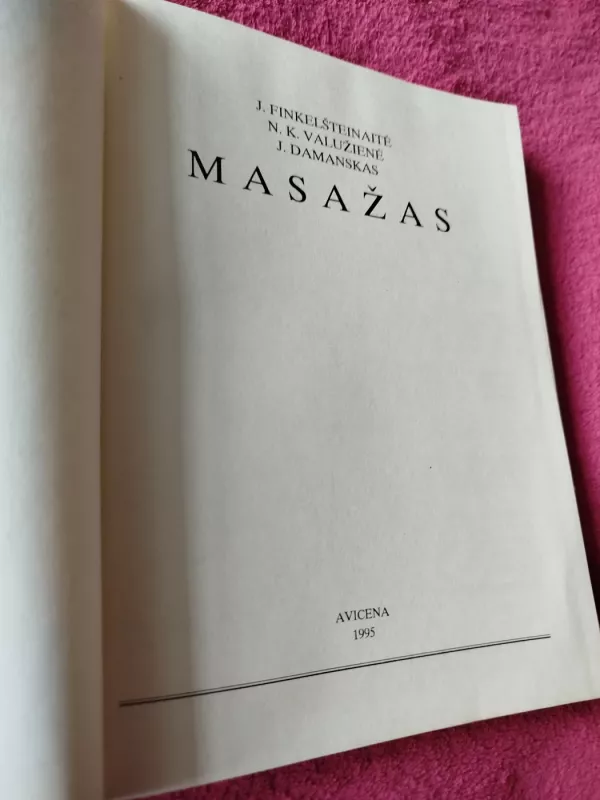 J. FINKELŠTEINAITĖ
N. K. VALUŽIENĖ
J. DAMANSKAS
MASAŽAS
AVICENA
1995